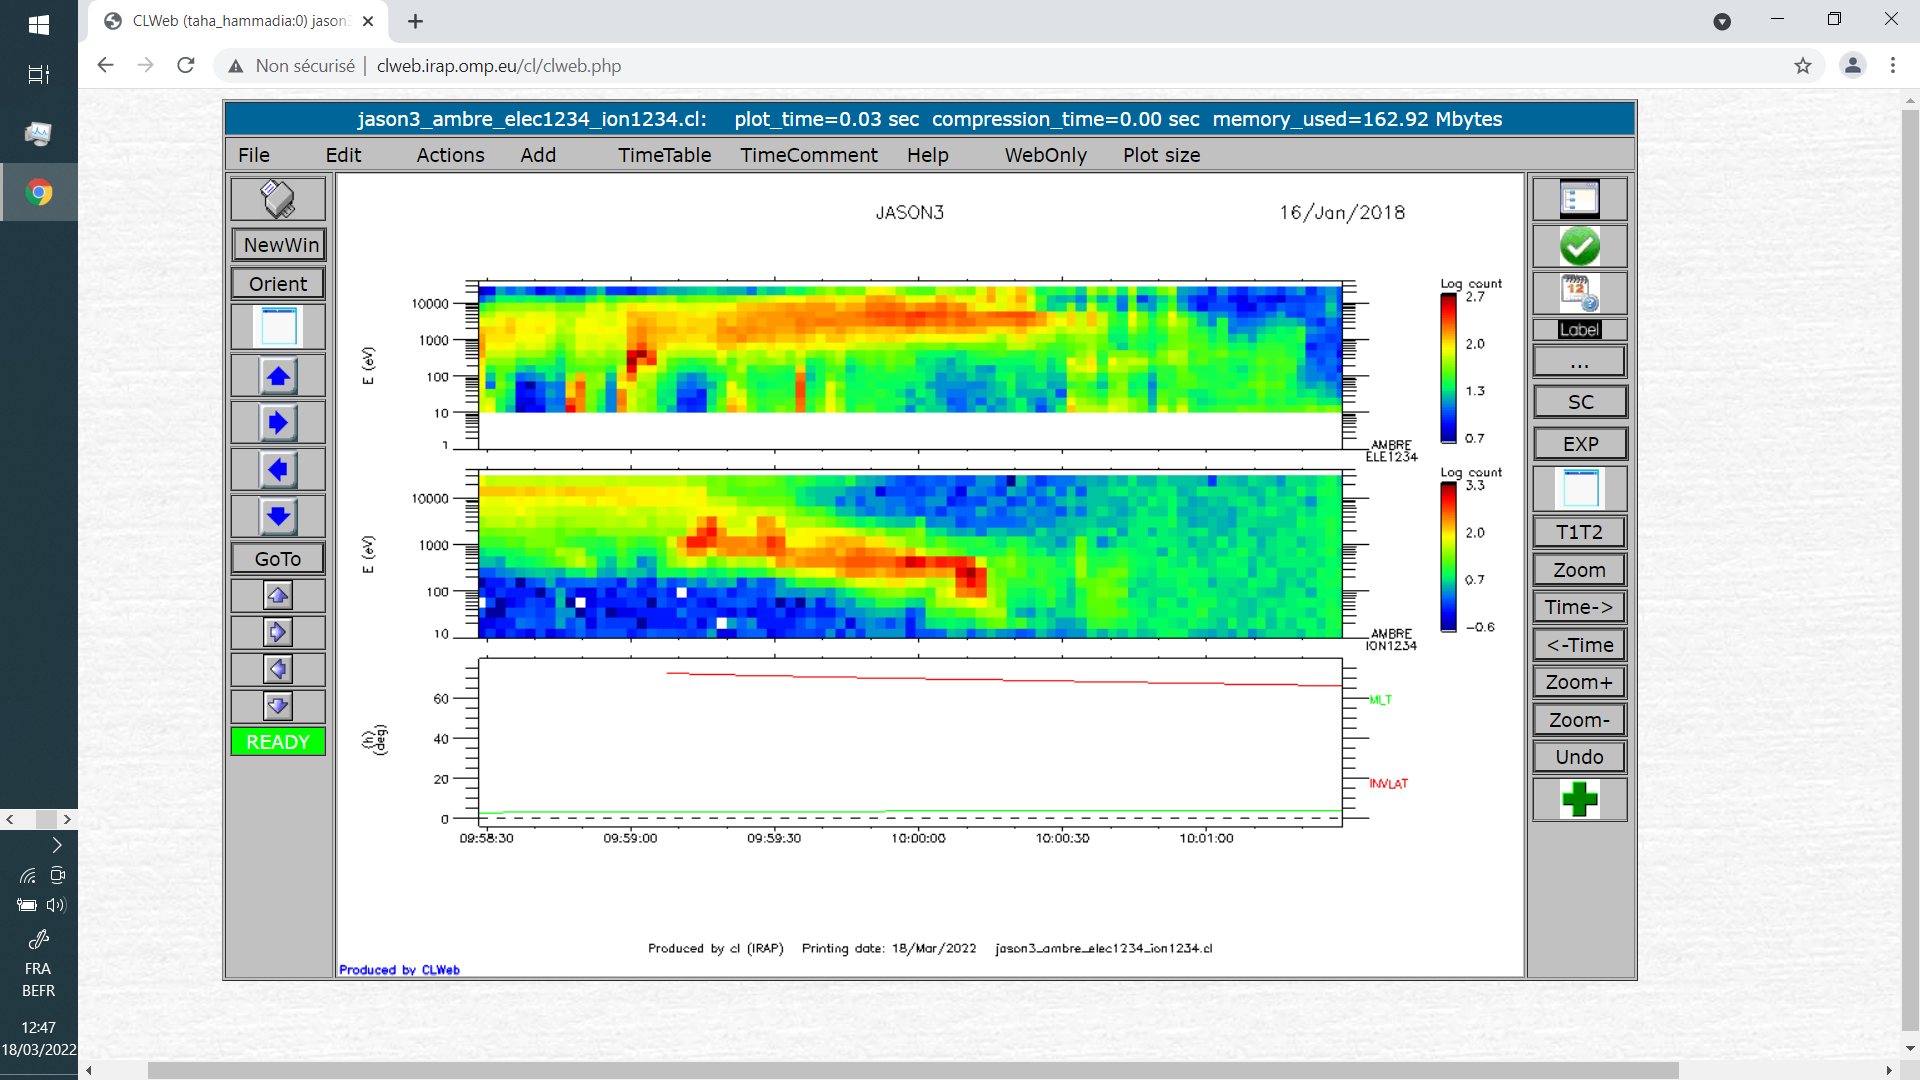 CLWeb (taha_hammadia:0) jason3
Non sécurisé
clweb.irap.omp.eu/cl/clweb.php
jason3_ambre_elec1234_ion1234.cl: plot_time=0.03 sec compression_time=0.00 sec memory_used=162.92 Mbytes
File Edit Actions Add TimeTable TimeComment Help WebOnly Plot size
NewWin
Orient
GoTo
READY
JASON3
16/Jan/2018
E (eV)
10000
1000
100
10
1
AMBRE
ELE1234
Log count
2.7
2.0
1.3
0.7
E (eV)
10000
1000
100
10
AMBRE
ION1234
Log count
3.3
2.0
0.7
-0.6
(h)
(deg)
60
40
20
0
MLT
INVLAT
09:58:30 09:59:00 09:59:30 10:00:00 10:00:30 10:01:00
Produced by cl (IRAP) Printing date: 18/Mar/2022 jason3_ambre_elec1234_ion1234.cl
Produced by CLWeb
12
Label
...
SC
EXP
T1T2
Zoom
Time->
<-Time
Zoom+
Zoom-
Undo
FRA
BEFR
12:47
18/03/2022